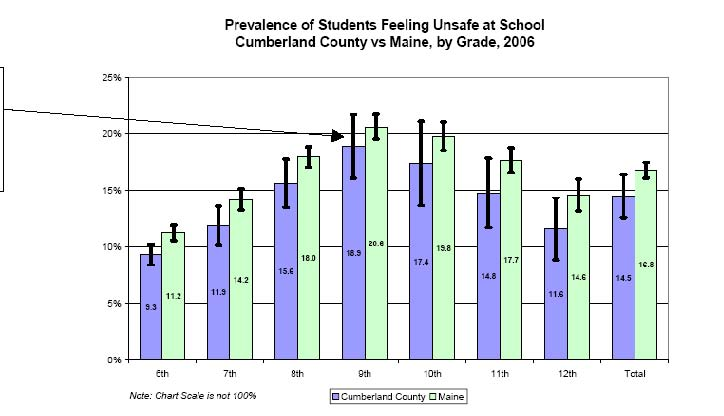 Prevalence of Students Feeling Unsafe at School
Cumberland County vs Maine, by Grade, 2006
25%
20%
15%
10%
5%
0%
9.3
11.2
11.9
14.2
15.6
18.0
18.9
20.6
17.4
19.8
14.8
17.7
11.6
14.6
14.5
16.8
6th
7th
8th
9th
10th
11th
12th
Total
Note: Chart Scale is not 100%
Cumberland County
Maine